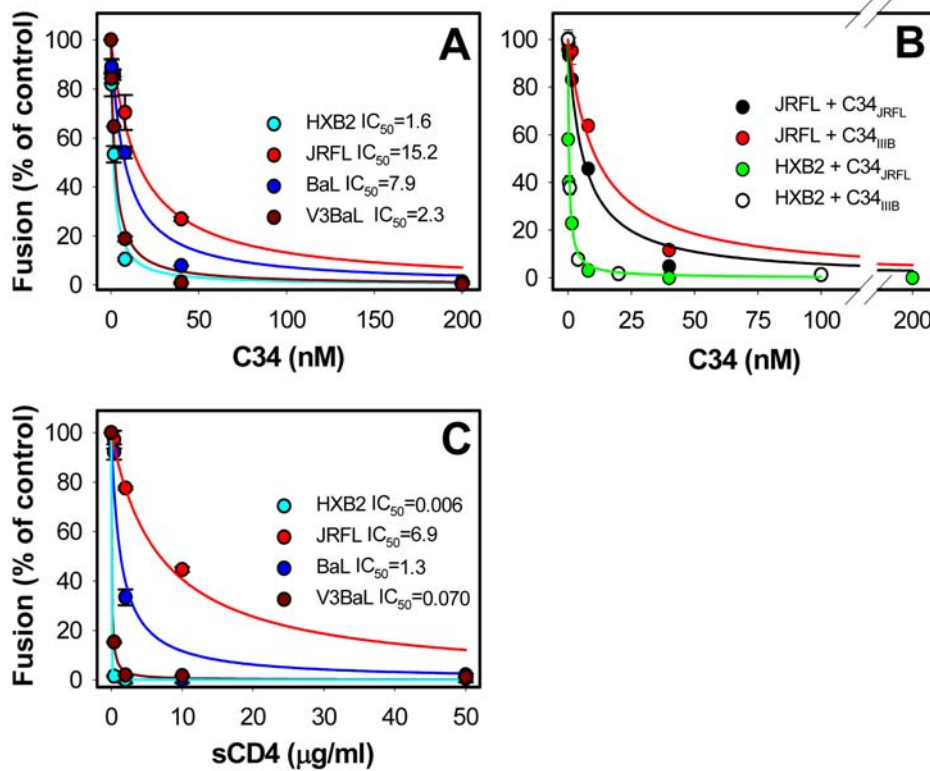 A
Fusion (% of control)
100
80
60
40
20
0
HXB2 IC50=1.6
JRFL IC50=15.2
BaL IC50=7.9
V3BaL IC50=2.3
0 50 100 150 200
C34 (nM)
B
100
80
60
40
20
0
JRFL + C34JRFL
JRFL + C34IIIB
HXB2 + C34JRFL
HXB2 + C34IIIB
0 25 50 75 100 200
C34 (nM)
C
Fusion (% of control)
100
80
60
40
20
0
HXB2 IC50=0.006
JRFL IC50=6.9
BaL IC50=1.3
V3BaL IC50=0.070
0 10 20 30 40 50
sCD4 (μg/ml)